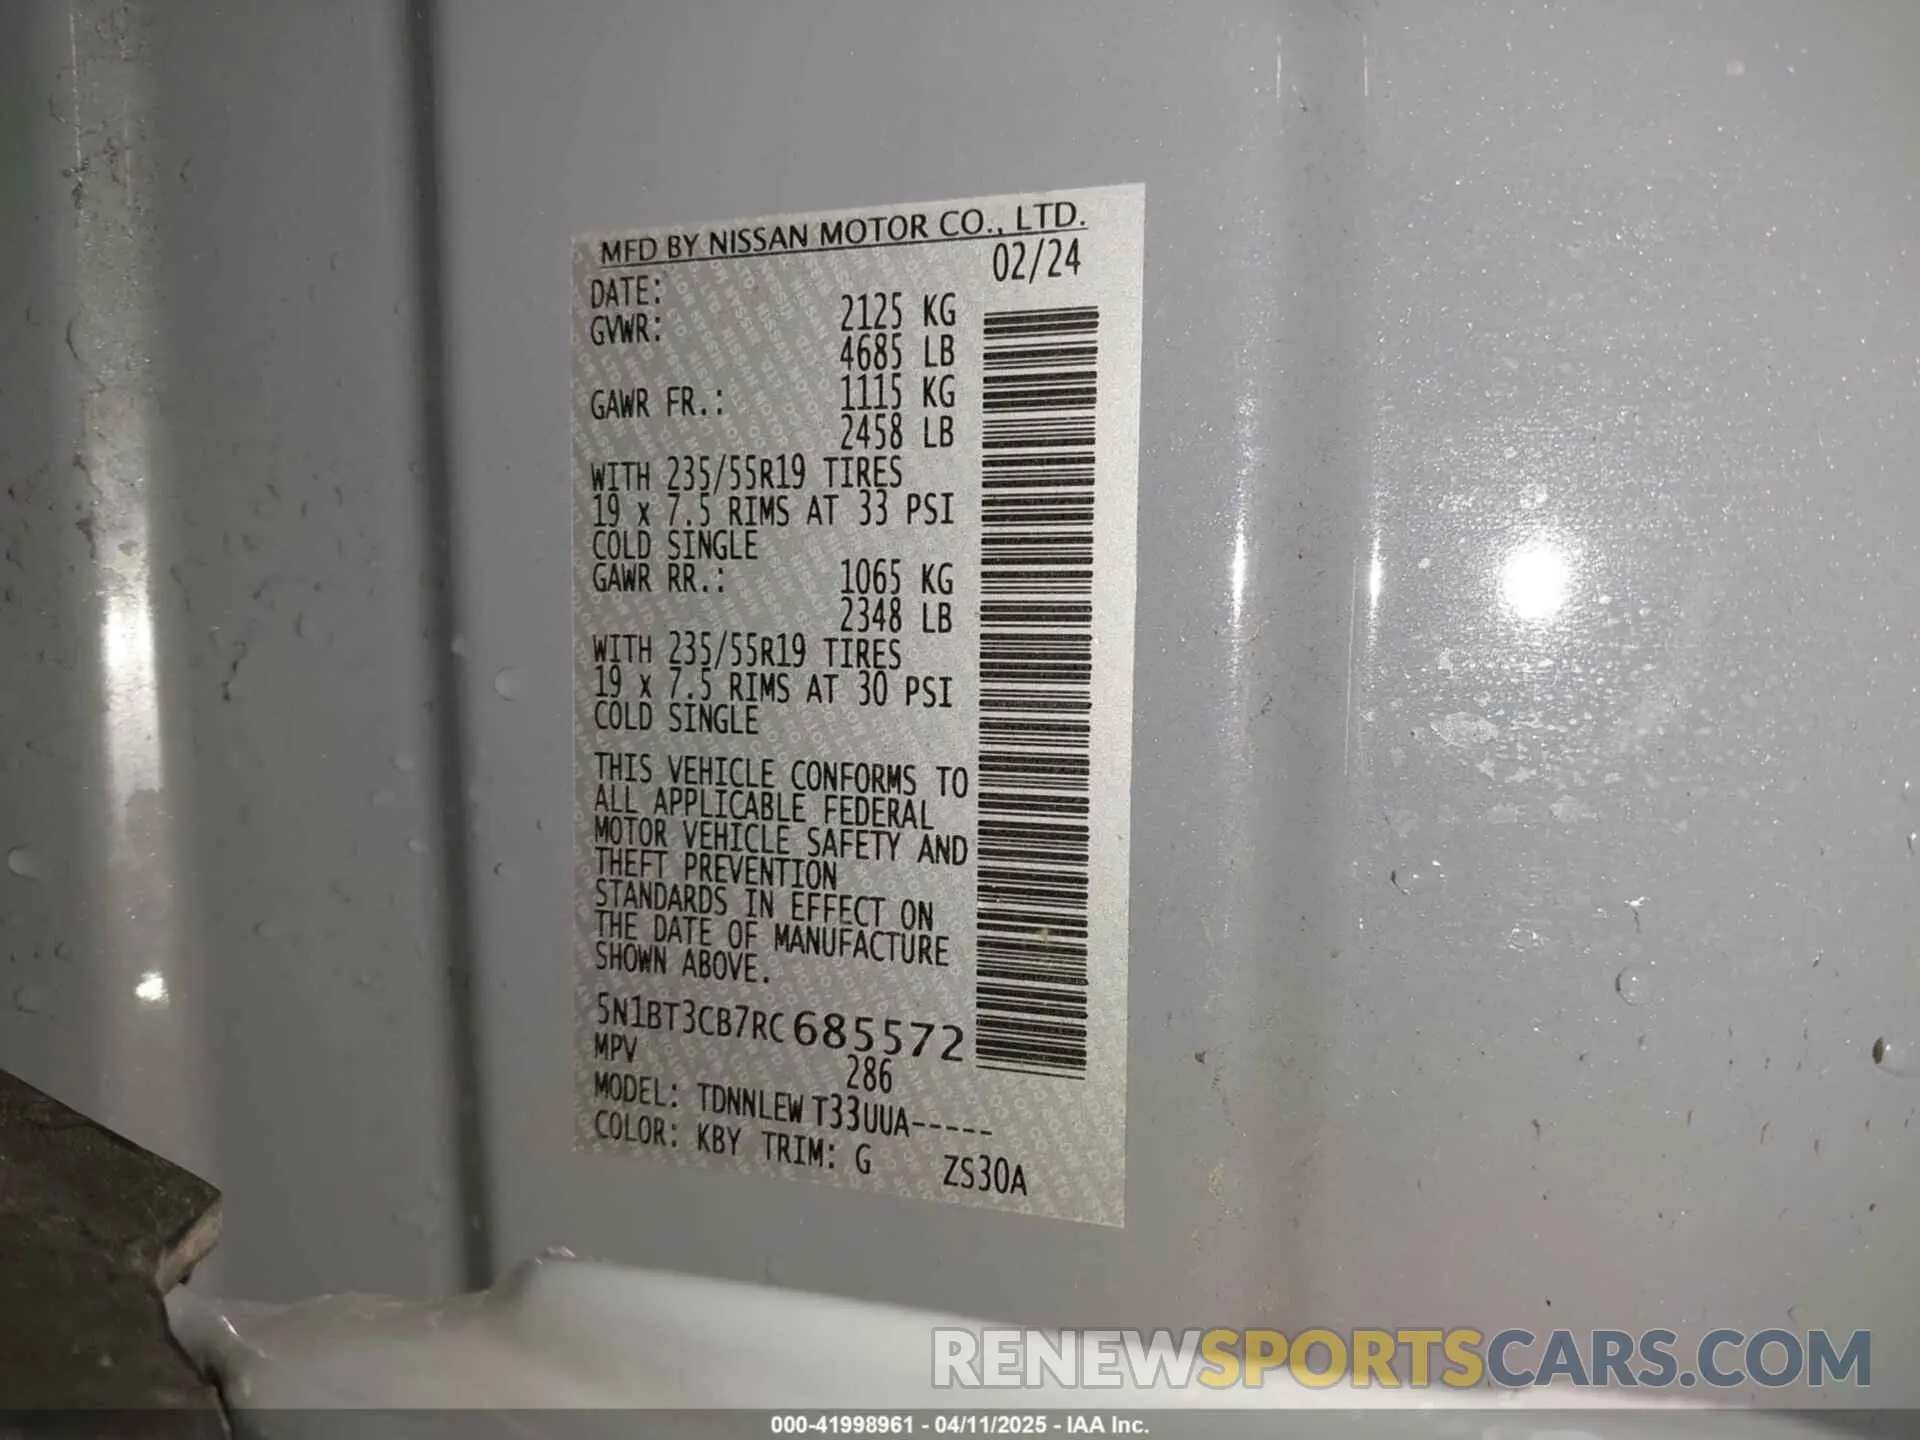 MFD BY NISSAN MOTOR CO., LTD.
DATE: 02/24
GVWR: 2125 KG
4685 LB
GAWR FR.: 1115 KG
2458 LB
WITH 235/55R19 TIRES
19 x 7.5 RIMS AT 33 PSI
COLD SINGLE
GAWR RR.: 1065 KG
2348 LB
WITH 235/55R19 TIRES
19 x 7.5 RIMS AT 30 PSI
COLD SINGLE
THIS VEHICLE CONFORMS TO
ALL APPLICABLE FEDERAL
MOTOR VEHICLE SAFETY AND
THEFT PREVENTION
STANDARDS IN EFFECT ON
THE DATE OF MANUFACTURE
SHOWN ABOVE.
5N1BT3CB7RC685572
MPV 286
MODEL: TDNNLEW T33UUA-----
COLOR: KBY TRIM: G ZS30A
RENEWSPORTSCARS.COM
000-41998961 - 04/11/2025 - IAA Inc.